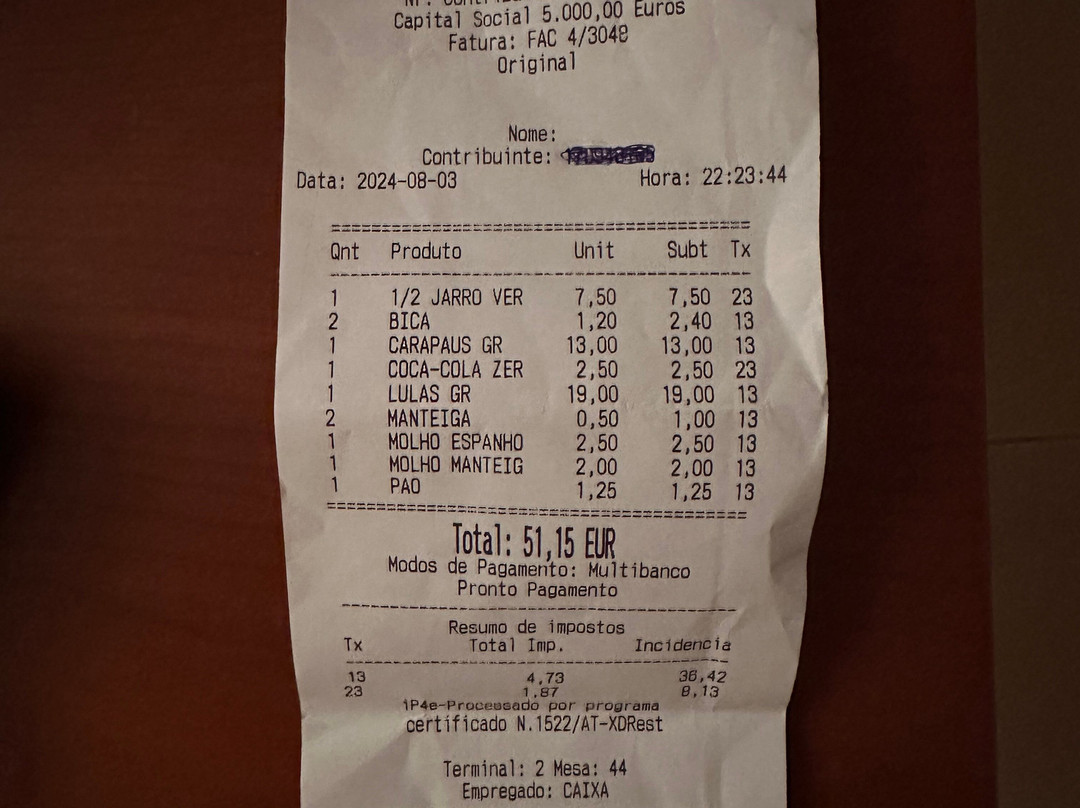 Capital Social 5.000,00 Euros
Fatura: FAC 4/3048
Original
Nome:
Contribuinte:
Data: 2024-08-03 Hora: 22:23:44
Qnt Produto Unit Subt Tx
1 1/2 JARRO VER 7,50 7,50 23
2 BICA 1,20 2,40 13
1 CARAPAUS GR 13,00 13,00 13
1 COCA-COLA ZER 2,50 2,50 23
1 LULAS GR 19,00 19,00 13
2 MANTEIGA 0,50 1,00 13
1 MOLHO ESPANHO 2,50 2,50 13
1 MOLHO MANTEIG 2,00 2,00 13
1 PAO 1,25 1,25 13
Total: 51,15 EUR
Modos de Pagamento: Multibanco
Pronto Pagamento
Resumo de impostos
Tx Total Imp. Incidencia
13 4,73 36,42
23 1,87 8,13
iP4e-Processado por programa
certificado N.1522/AT-XDRest
Terminal: 2 Mesa: 44
Empregado: CAIXA